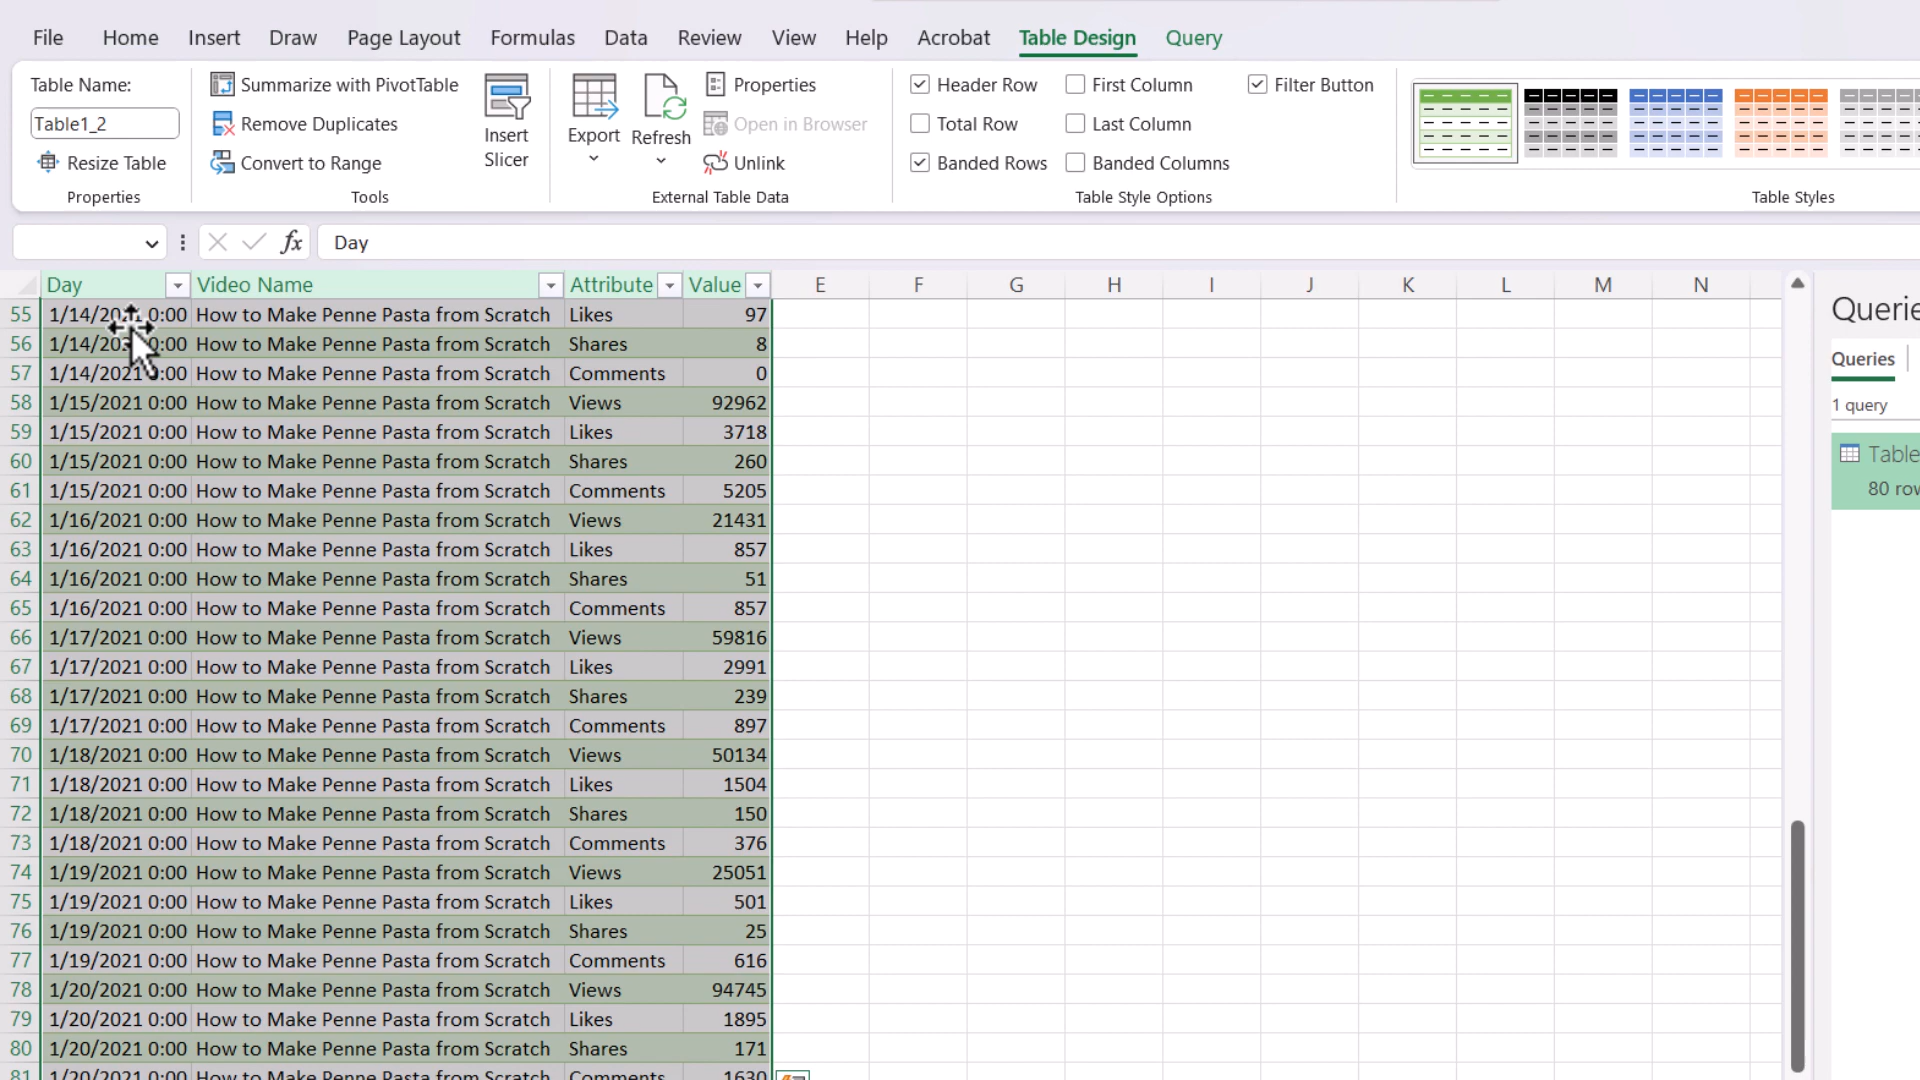 File Home Insert Draw Page Layout Formulas Data Review View Help Acrobat Table Design Query
Table Name:
Table1_2
Resize Table
Properties
Summarize with PivotTable
Remove Duplicates
Convert to Range
Tools
Insert
Slicer
Export
Refresh
Properties
Open in Browser
Unlink
External Table Data
Header Row First Column Filter Button
Total Row Last Column
Banded Rows Banded Columns
Table Style Options
Table Styles
fx Day
Day Video Name Attribute Value E F G H I J K L M N
55 How to Make Penne Pasta from Scratch Likes 97
56 How to Make Penne Pasta from Scratch Shares 8
57 1/14/2021 0:00 How to Make Penne Pasta from Scratch Comments 0
58 1/15/2021 0:00 How to Make Penne Pasta from Scratch Views 92962
59 1/15/2021 0:00 How to Make Penne Pasta from Scratch Likes 3718
60 1/15/2021 0:00 How to Make Penne Pasta from Scratch Shares 260
61 1/15/2021 0:00 How to Make Penne Pasta from Scratch Comments 5205
62 1/16/2021 0:00 How to Make Penne Pasta from Scratch Views 21431
63 1/16/2021 0:00 How to Make Penne Pasta from Scratch Likes 857
64 1/16/2021 0:00 How to Make Penne Pasta from Scratch Shares 51
65 1/16/2021 0:00 How to Make Penne Pasta from Scratch Comments 857
66 1/17/2021 0:00 How to Make Penne Pasta from Scratch Views 59816
67 1/17/2021 0:00 How to Make Penne Pasta from Scratch Likes 2991
68 1/17/2021 0:00 How to Make Penne Pasta from Scratch Shares 239
69 1/17/2021 0:00 How to Make Penne Pasta from Scratch Comments 897
70 1/18/2021 0:00 How to Make Penne Pasta from Scratch Views 50134
71 1/18/2021 0:00 How to Make Penne Pasta from Scratch Likes 1504
72 1/18/2021 0:00 How to Make Penne Pasta from Scratch Shares 150
73 1/18/2021 0:00 How to Make Penne Pasta from Scratch Comments 376
74 1/19/2021 0:00 How to Make Penne Pasta from Scratch Views 25051
75 1/19/2021 0:00 How to Make Penne Pasta from Scratch Likes 501
76 1/19/2021 0:00 How to Make Penne Pasta from Scratch Shares 25
77 1/19/2021 0:00 How to Make Penne Pasta from Scratch Comments 616
78 1/20/2021 0:00 How to Make Penne Pasta from Scratch Views 94745
79 1/20/2021 0:00 How to Make Penne Pasta from Scratch Likes 1895
80 1/20/2021 0:00 How to Make Penne Pasta from Scratch Shares 171
81 1/20/2021 0:00 How to Make Penne Pasta from Scratch Comments 1630
Querie
Queries
1 query
Table
80 row